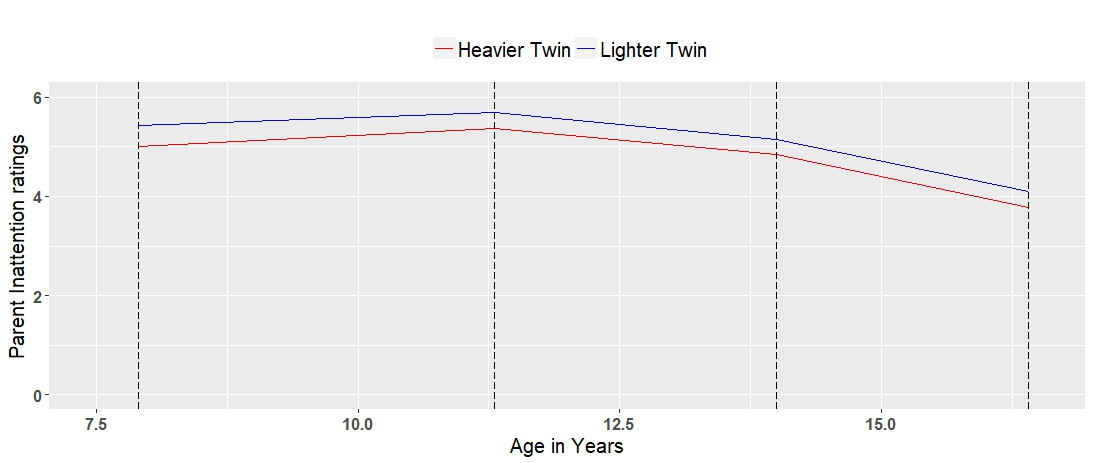 Heavier Twin Lighter Twin
Parent Inattention ratings
6
4
2
0
7.5 10.0 12.5 15.0
Age in Years